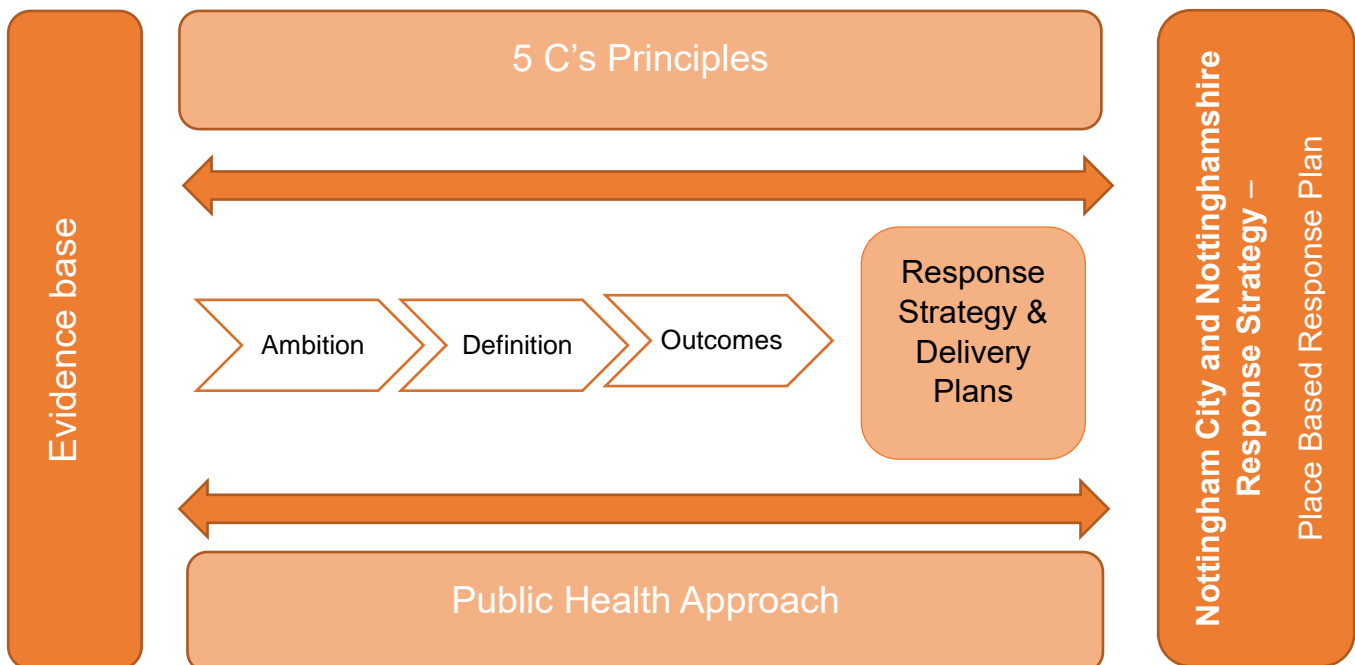 5 C’s Principles
Evidence base
Ambition
Definition
Outcomes
Response
Strategy &
Delivery
Plans
Public Health Approach
Nottingham City and Nottinghamshire
Response Strategy –
Place Based Response Plan